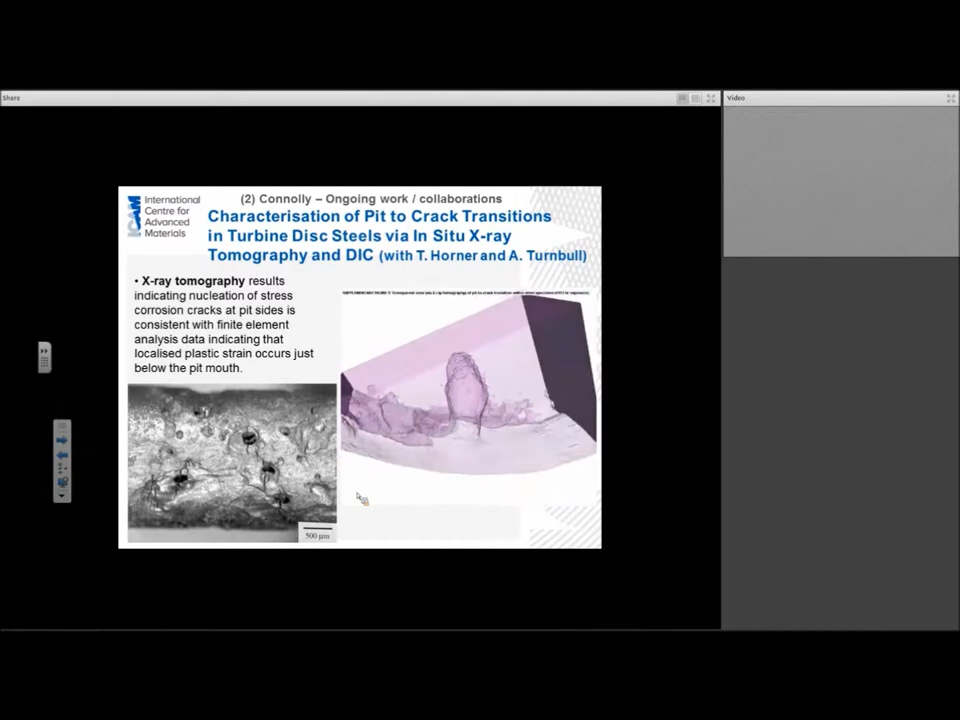 Share
Video
International
Centre for
Advanced
Materials
(2) Connolly – Ongoing work / collaborations
Characterisation of Pit to Crack Transitions
in Turbine Disc Steels via In Situ X-ray
Tomography and DIC (with T. Horner and A. Turnbull)
• X-ray tomography results
indicating nucleation of stress
corrosion cracks at pit sides is
consistent with finite element
analysis data indicating that
localised plastic strain occurs just
below the pit mouth.
500 µm